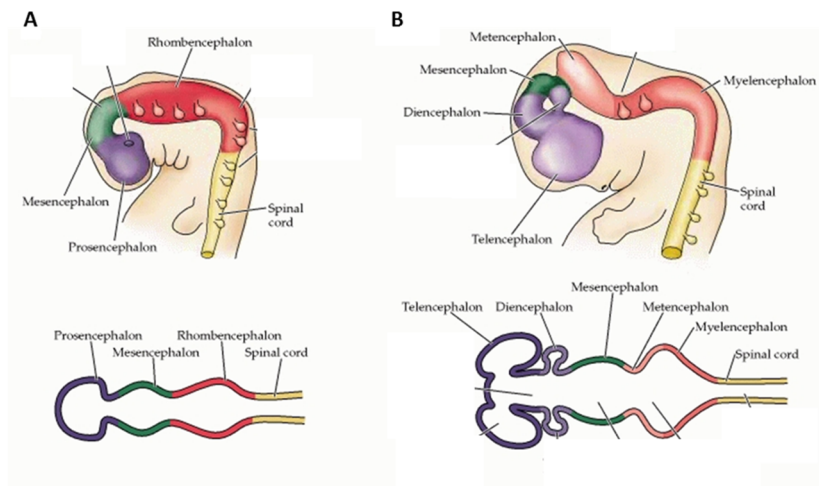 A
Rhombencephalon
Mesencephalon
Prosencephalon
Spinal
cord
Prosencephalon
Mesencephalon
Rhombencephalon
Spinal cord
B
Metencephalon
Mesencephalon
Diencephalon
Myelencephalon
Spinal
cord
Telencephalon
Telencephalon
Diencephalon
Mesencephalon
Metencephalon
Myelencephalon
Spinal cord